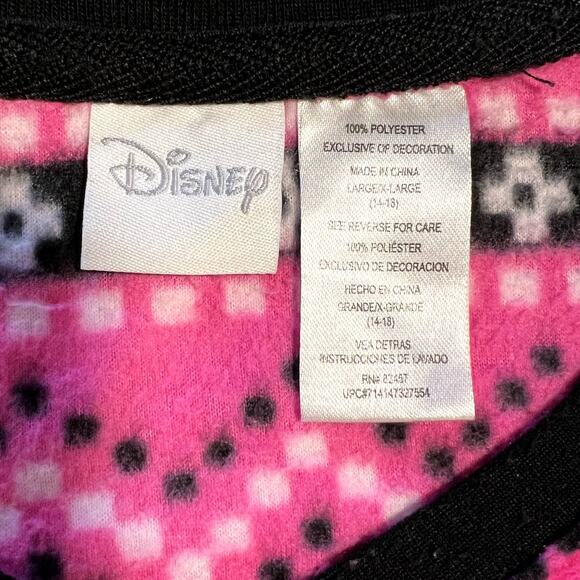 Disney
100% POLYESTER
EXCLUSIVE OF DECORATION
MADE IN CHINA
LARGE/X-LARGE
(14-18)
SEE REVERSE FOR CARE
100% POLIÉSTER
EXCLUSIVO DE DECORACION
HECHO EN CHINA
GRANDE/X-GRANDE
(14-18)
VEA DETRAS
INSTRUCCIONES DE LAVADO
RN# 82457
UPC#714147327554